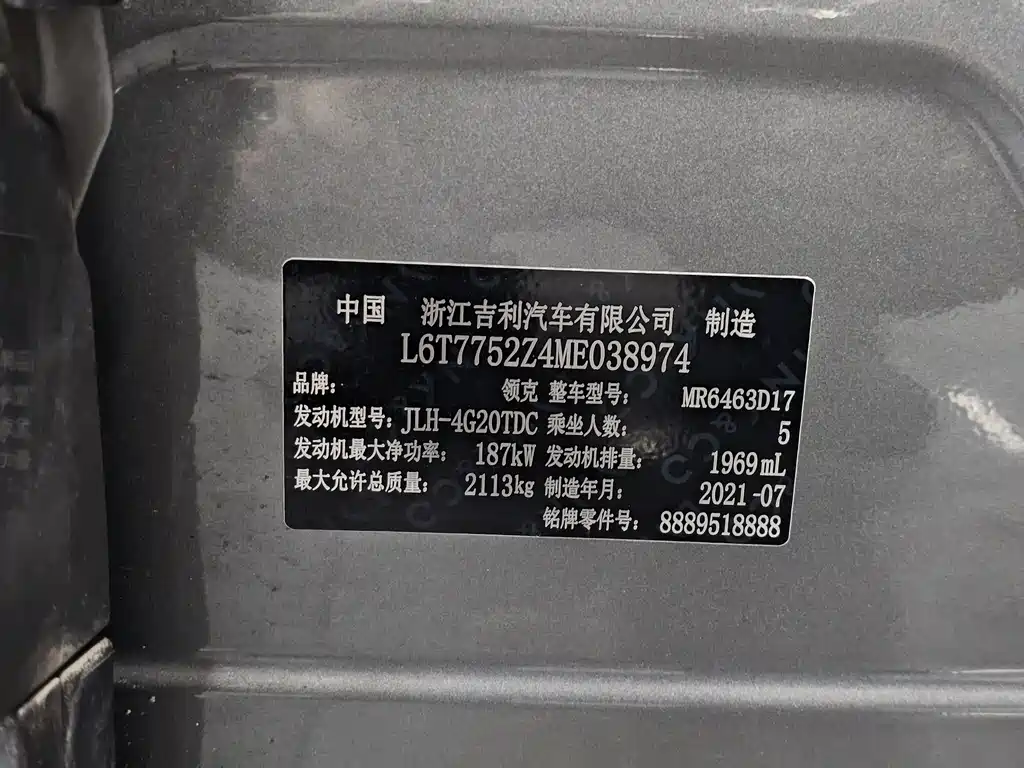 中国 浙江吉利汽车有限公司 制造
L6T7752Z4ME038974
品牌: 领克 整车型号: MR6463D17
发动机型号: JLH-4G20TDC 乘坐人数: 5
发动机最大净功率: 187kW 发动机排量: 1969mL
最大允许总质量: 2113kg 制造年月: 2021-07
铭牌零件号: 8889518888